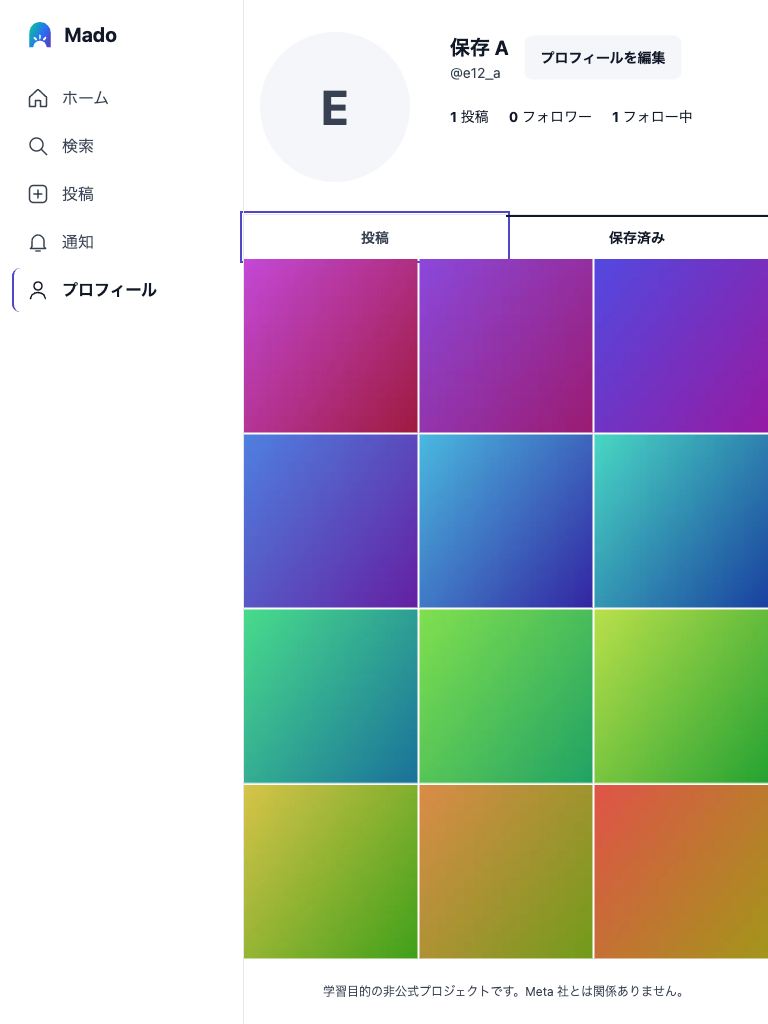 Mado
ホーム
検索
投稿
通知
プロフィール
E
保存 A
@e12_a
プロフィールを編集
1 投稿 0 フォロワー 1 フォロー中
投稿 保存済み
学習目的の非公式プロジェクトです。Meta 社とは関係ありません。